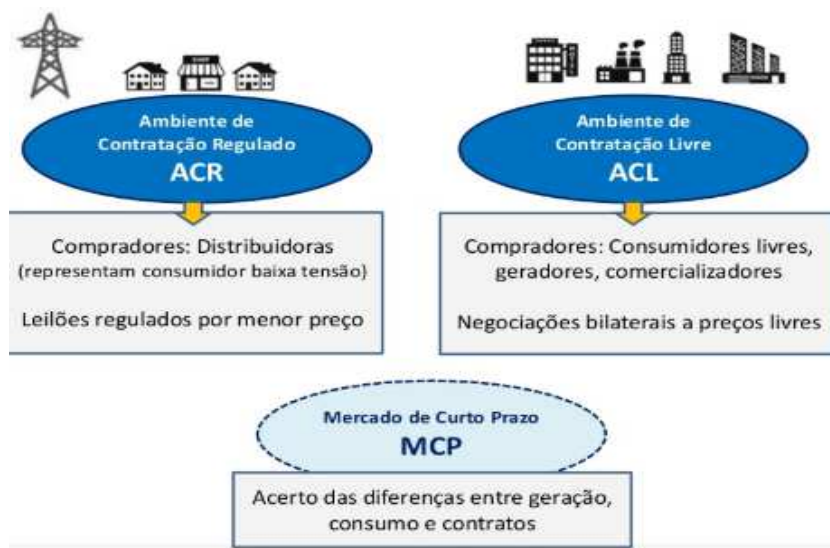 Ambiente de
Contratação Regulado
ACR
Compradores: Distribuidoras
(representam consumidor baixa tensão)
Leilões regulados por menor preço
Ambiente de
Contratação Livre
ACL
Compradores: Consumidores livres,
geradores, comercializadores
Negociações bilaterais a preços livres
Mercado de Curto Prazo
MCP
Acerto das diferenças entre geração,
consumo e contratos